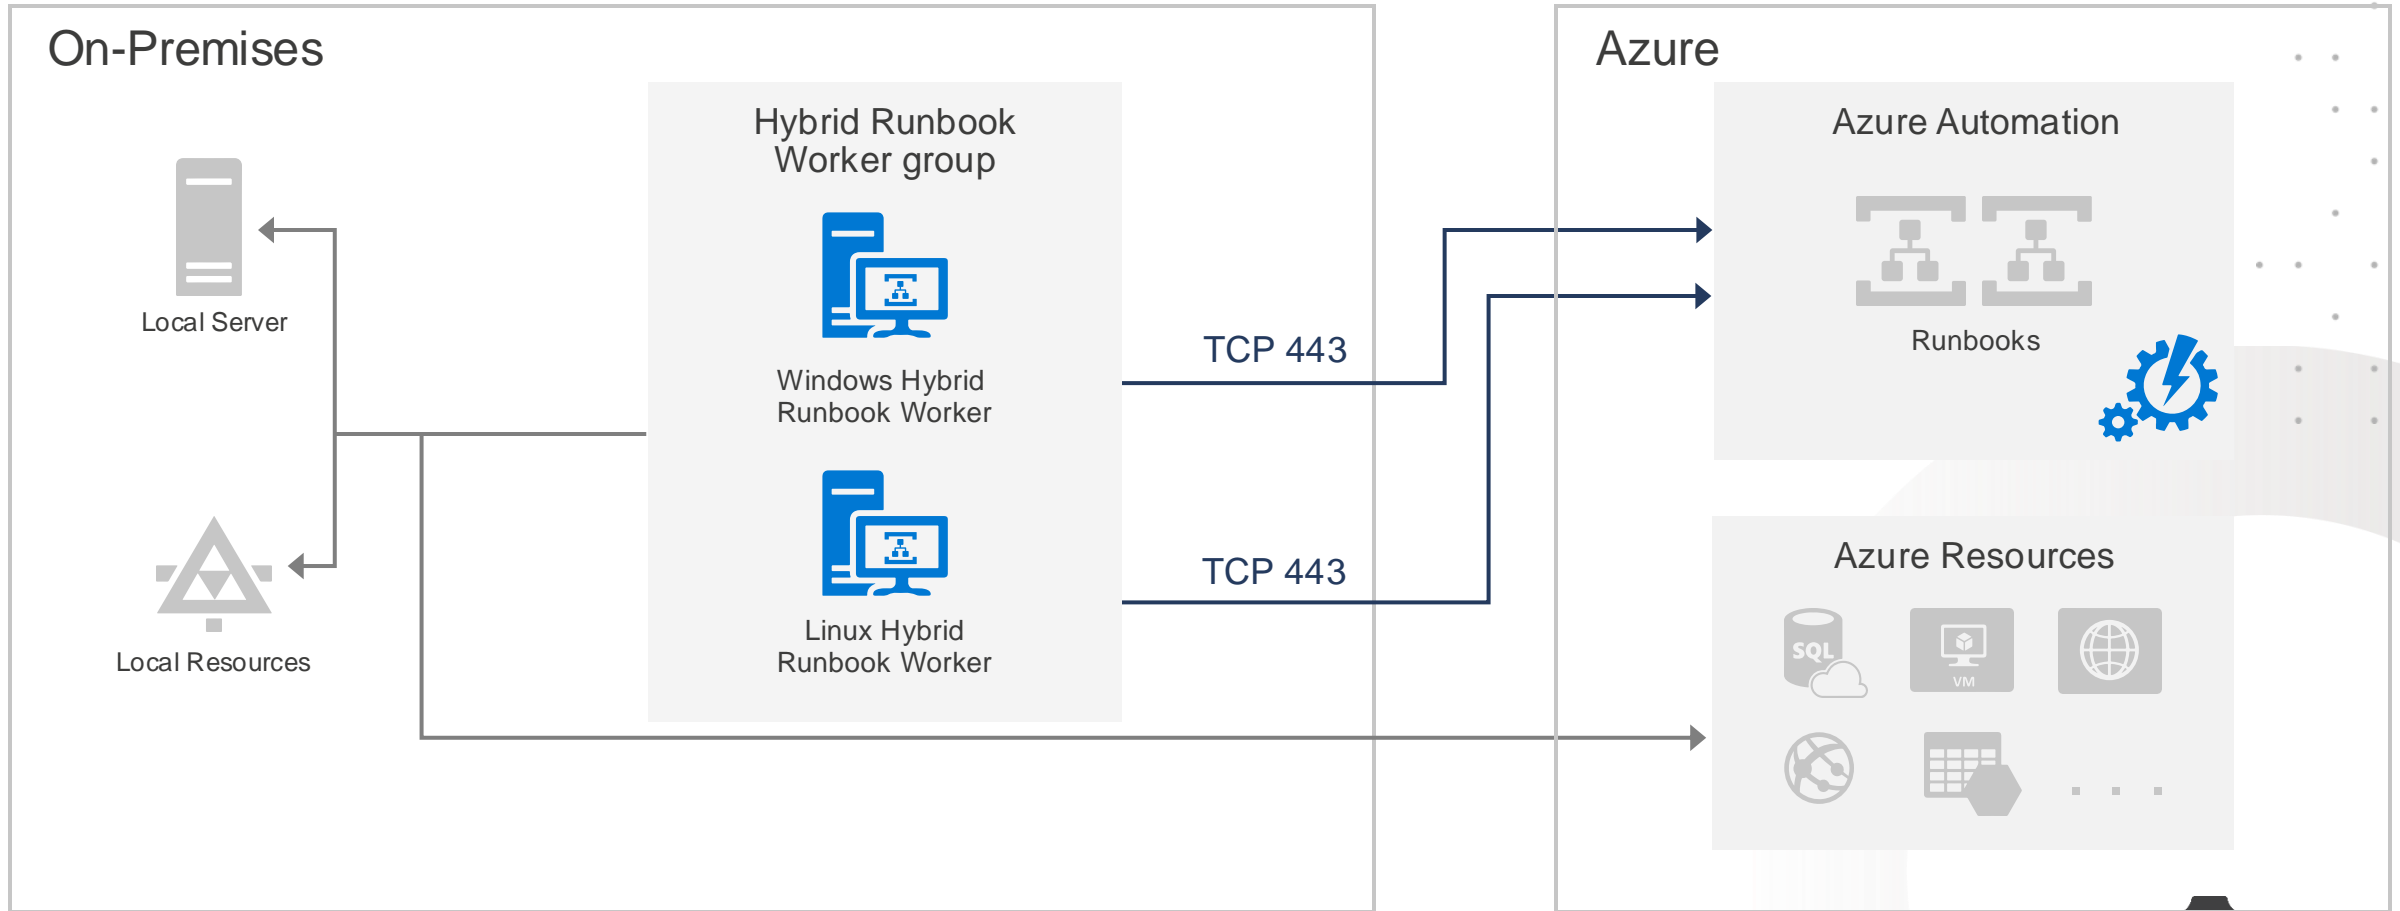 On-Premises
Azure
Hybrid Runbook
Worker group
Azure Automation
Local Server
Windows Hybrid
Runbook Worker
TCP 443
Runbooks
Local Resources
Linux Hybrid
Runbook Worker
TCP 443
Azure Resources
SQL
VM
. . .